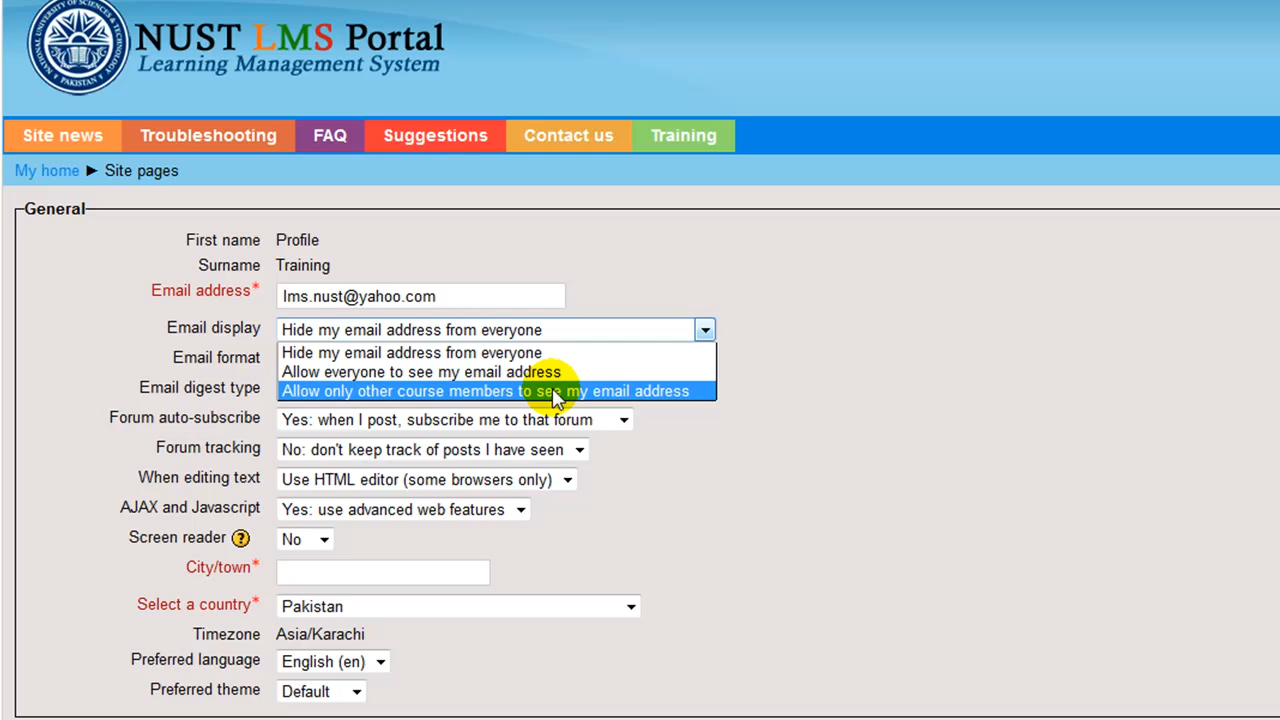 NATIONAL UNIVERSITY OF SCIENCES & TECHNOLOGY
PAKISTAN
NUST LMS Portal
Learning Management System
Site news Troubleshooting FAQ Suggestions Contact us Training
My home ► Site pages
General
First name Profile
Surname Training
Email address* lms.nust@yahoo.com
Email display Hide my email address from everyone
Email format Hide my email address from everyone
Allow everyone to see my email address
Email digest type Allow only other course members to see my email address
Forum auto-subscribe Yes: when I post, subscribe me to that forum
Forum tracking No: don't keep track of posts I have seen
When editing text Use HTML editor (some browsers only)
AJAX and Javascript Yes: use advanced web features
Screen reader ? No
City/town*
Select a country* Pakistan
Timezone Asia/Karachi
Preferred language English (en)
Preferred theme Default